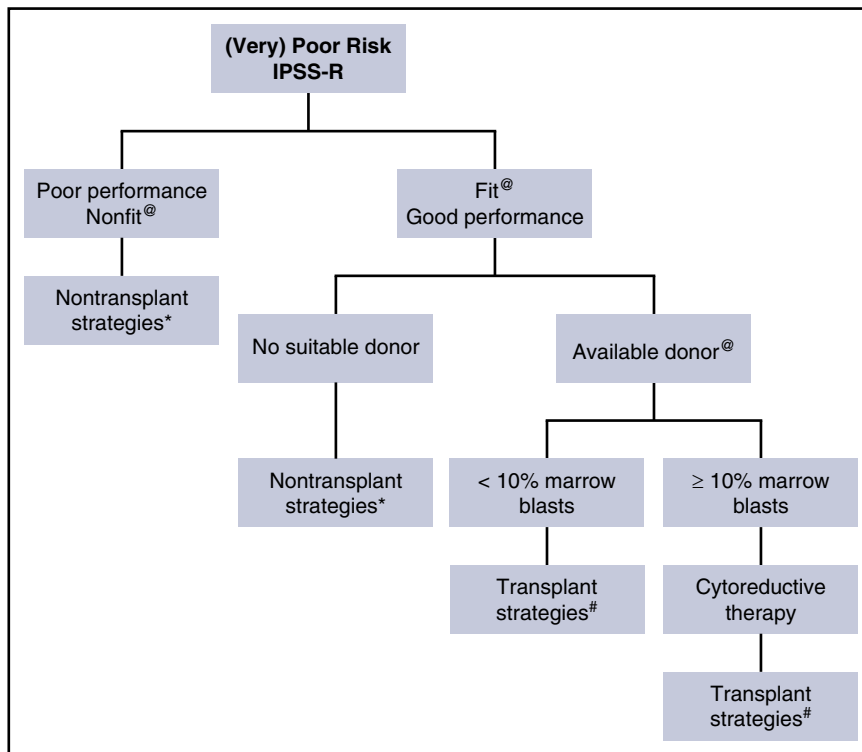 (Very) Poor Risk
IPSS-R
Poor performance
Nonfit@
Fit@
Good performance
Nontransplant
strategies*
No suitable donor
Available donor@
Nontransplant
strategies*
< 10% marrow
blasts
≥ 10% marrow
blasts
Transplant
strategies#
Cytoreductive
therapy
Transplant
strategies#